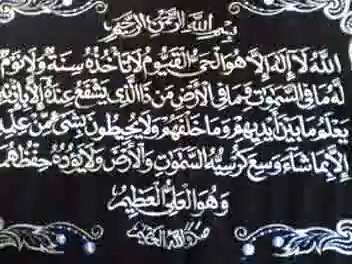 بسم الله الرحمن الرحيم
الله لا إله إلا هو الحي القيوم لا تأخذه سنة ولا نوم
له ما في السموات وما في الأرض من ذا الذي يشفع عنده إلا بإذنه
يعلم ما بين أيديهم وما خلفهم ولا يحيطون بشيء من علمه
إلا بما شاء وسع كرسيه السموات والأرض ولا يؤده حفظهما
وهو العلي العظيم
صدق الله العظيم